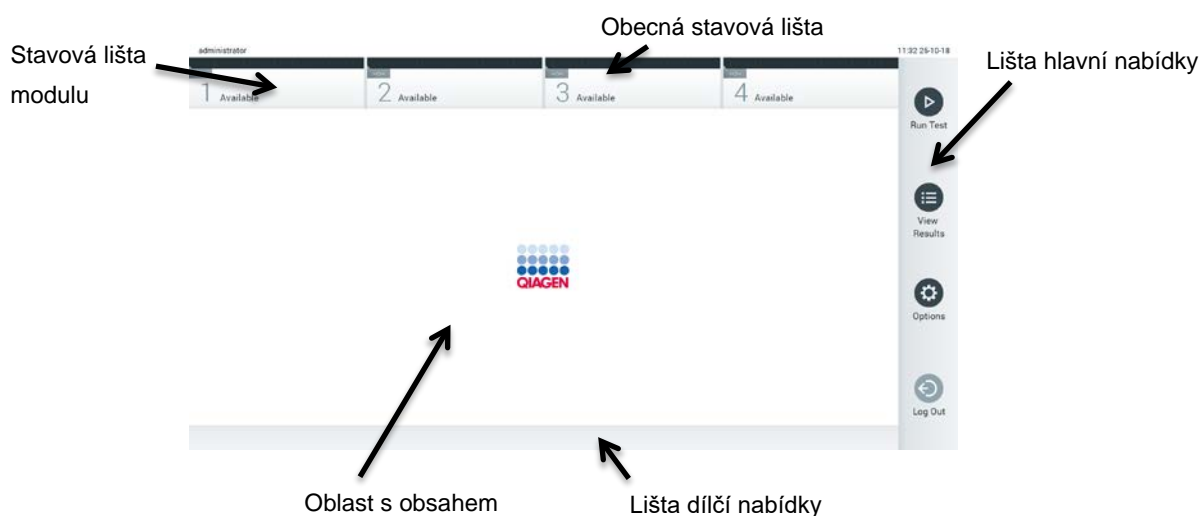 Obecná stavová lišta
Stavová lišta
modulu
Lišta hlavní nabídky
administrator
11:32 25-10-18
1 Available
2 Available
3 Available
4 Available
Run Test
View
Results
QIAGEN
Options
Log Out
Oblast s obsahem
Lišta dílčí nabídky